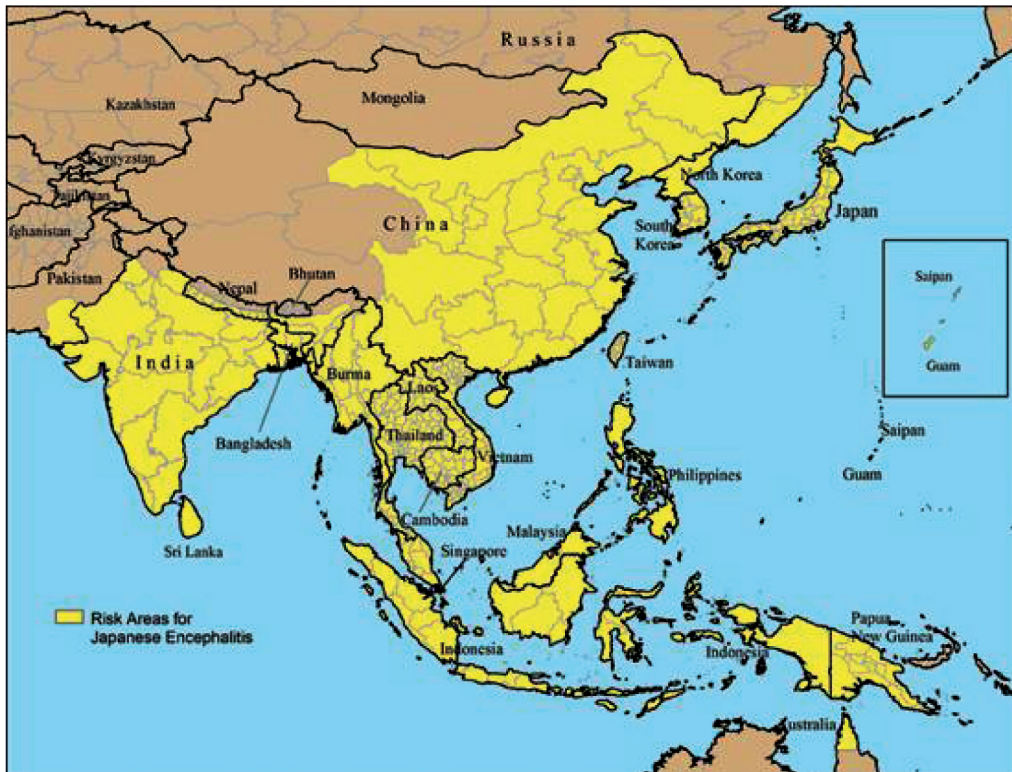 Russia
Mongolia
Kazakhstan
Kyrgyzstan
Tajikistan
Afghanistan
Pakistan
China
North Korea
South
Korea
Japan
Nepal
Bhutan
Saipan
Guam
India
Burma
Laos
Taiwan
Bangladesh
Thailand
Vietnam
Philippines
Saipan
Guam
Sri Lanka
Cambodia
Malaysia
Singapore
Risk Areas for
Japanese Encephalitis
Indonesia
Indonesia
Papua
New Guinea
Australia